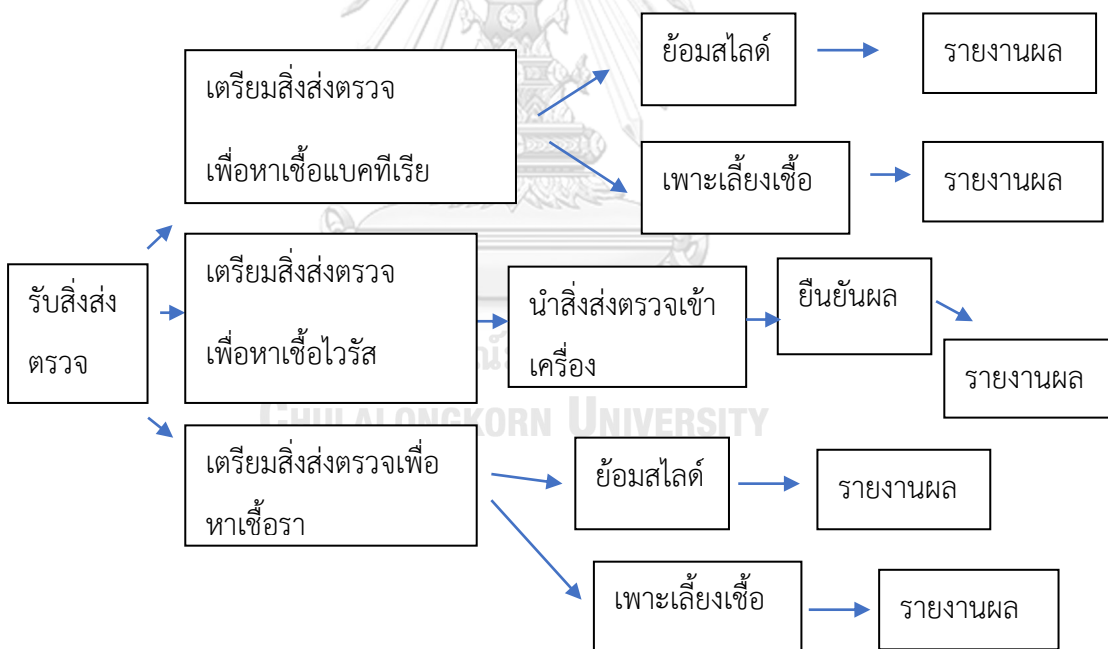 ย้อมสไลด์
รายงานผล
เตรียมสิ่งส่งตรวจ
เพื่อหาเชื้อแบคทีเรีย
เพาะเลี้ยงเชื้อ
รายงานผล
รับสิ่งส่ง
ตรวจ
เตรียมสิ่งส่งตรวจ
เพื่อหาเชื้อไวรัส
นำสิ่งส่งตรวจเข้า
เครื่อง
ยืนยันผล
รายงานผล
CHULALONGKORN UNIVERSITY
เตรียมสิ่งส่งตรวจเพื่อ
หาเชื้อรา
ย้อมสไลด์
รายงานผล
เพาะเลี้ยงเชื้อ
รายงานผล